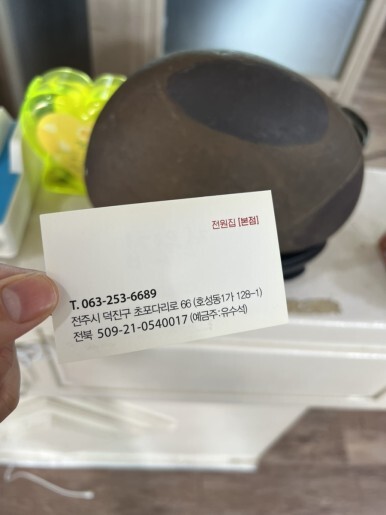 전원집 [본점]
T. 063-253-6689
전주시 덕진구 초포다리로 66 (호성동1가 128-1)
전북 509-21-0540017 (예금주:유수석)